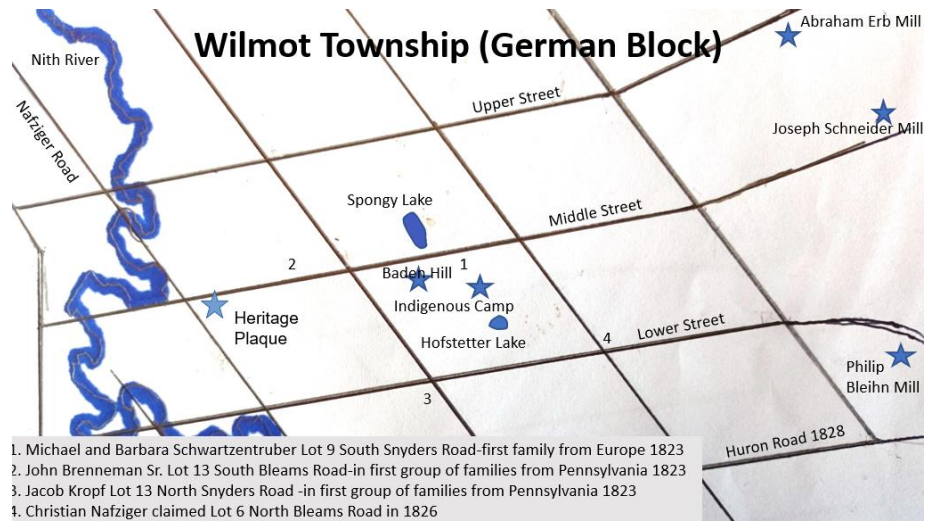 Wilmot Township (German Block)
Abraham Erb Mill
Nith River
Nafziger Road
Upper Street
Joseph Schneider Mill
Spongy Lake
Middle Street
2
Baden Hill
1
Indigenous Camp
Heritage
Plaque
Hofstetter Lake
Lower Street
4
3
Philip
Bleihn Mill
Huron Road 1828
1. Michael and Barbara Schwartzentruber Lot 9 South Snyders Road-first family from Europe 1823
2. John Brenneman Sr. Lot 13 South Bleams Road-in first group of families from Pennsylvania 1823
3. Jacob Kropf Lot 13 North Snyders Road -in first group of families from Pennsylvania 1823
4. Christian Nafziger claimed Lot 6 North Bleams Road in 1826